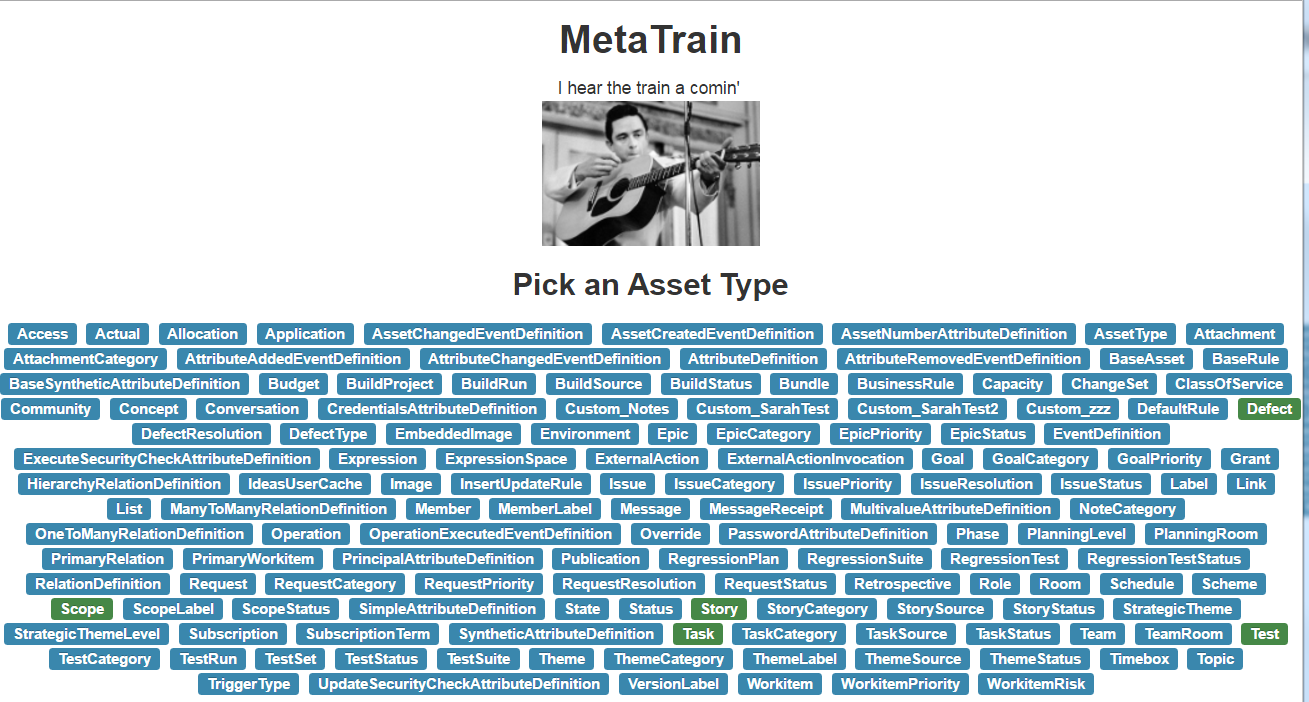 MetaTrain
I hear the train a comin'
Pick an Asset Type
Access Actual Allocation Application AssetChangedEventDefinition AssetCreatedEventDefinition AssetNumberAttributeDefinition AssetType Attachment
AttachmentCategory AttributeAddedEventDefinition AttributeChangedEventDefinition AttributeDefinition AttributeRemovedEventDefinition BaseAsset BaseRule
BaseSyntheticAttributeDefinition Budget BuildProject BuildRun BuildSource BuildStatus Bundle BusinessRule Capacity ChangeSet ClassOfService
Community Concept Conversation CredentialsAttributeDefinition Custom_Notes Custom_SarahTest Custom_SarahTest2 Custom_zzz DefaultRule Defect
DefectResolution DefectType EmbeddedImage Environment Epic EpicCategory EpicPriority EpicStatus EventDefinition
ExecuteSecurityCheckAttributeDefinition Expression ExpressionSpace ExternalAction ExternalActionInvocation Goal GoalCategory GoalPriority Grant
HierarchyRelationDefinition IdeasUserCache Image InsertUpdateRule Issue IssueCategory IssuePriority IssueResolution IssueStatus Label Link
List ManyToManyRelationDefinition Member MemberLabel Message MessageReceipt MultivalueAttributeDefinition NoteCategory
OneToManyRelationDefinition Operation OperationExecutedEventDefinition Override PasswordAttributeDefinition Phase PlanningLevel PlanningRoom
PrimaryRelation PrimaryWorkitem PrincipalAttributeDefinition Publication RegressionPlan RegressionSuite RegressionTest RegressionTestStatus
RelationDefinition Request RequestCategory RequestPriority RequestResolution RequestStatus Retrospective Role Room Schedule Scheme
Scope ScopeLabel ScopeStatus SimpleAttributeDefinition State Status Story StoryCategory StorySource StoryStatus StrategicTheme
StrategicThemeLevel Subscription SubscriptionTerm SyntheticAttributeDefinition Task TaskCategory TaskSource TaskStatus Team TeamRoom Test
TestCategory TestRun TestSet TestStatus TestSuite Theme ThemeCategory ThemeLabel ThemeSource ThemeStatus Timebox Topic
TriggerType UpdateSecurityCheckAttributeDefinition VersionLabel Workitem WorkitemPriority WorkitemRisk